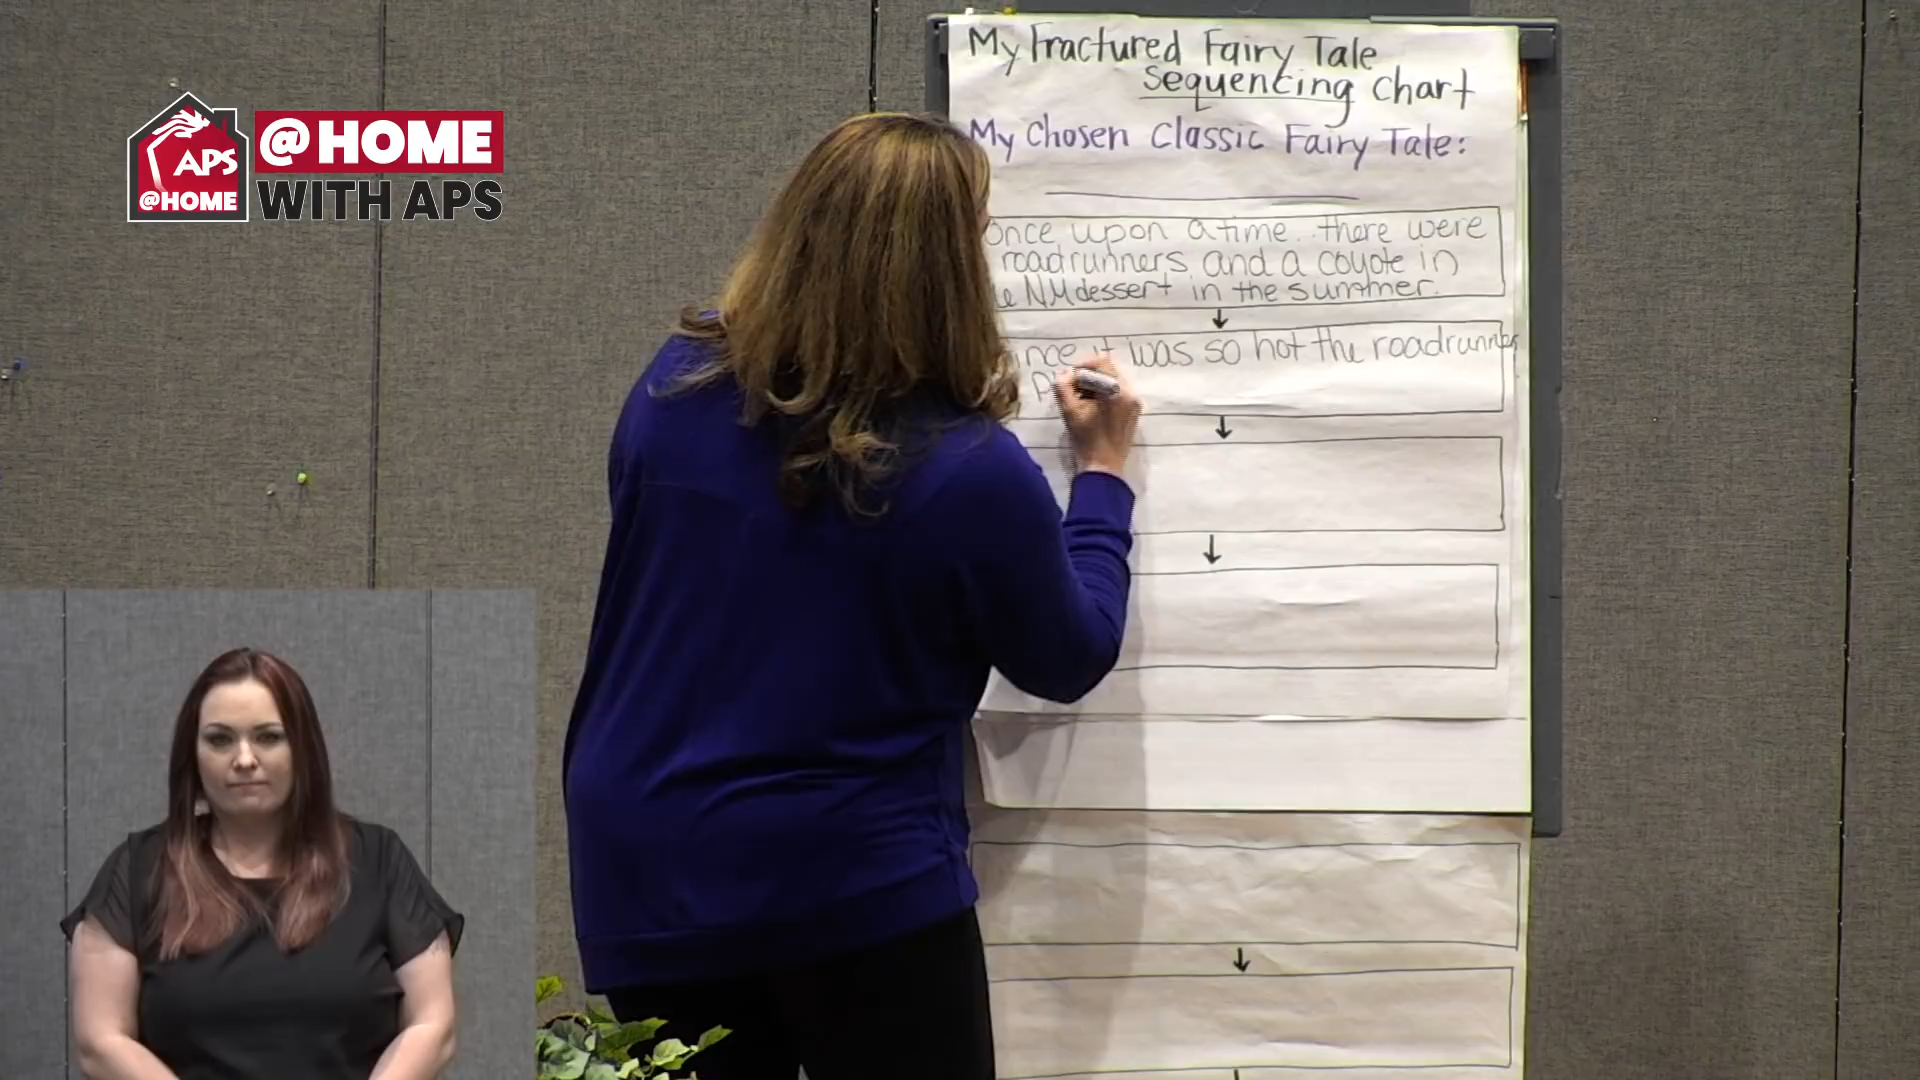 My Fractured Fairy Tale
Sequencing Chart
My Chosen Classic Fairy Tale:
APS
@HOME
@HOME
WITH APS
once upon a time there were
roadrunners and a coyote in
NM dessert in the summer.
it was so hot the roadrunners